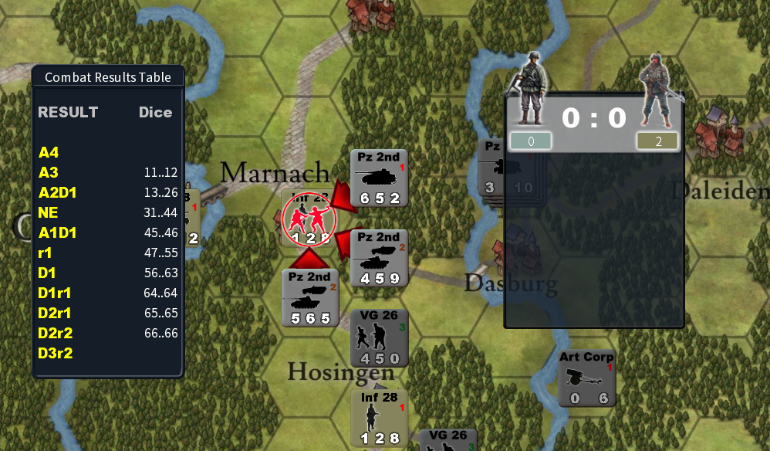 Combat Results Table
RESULT Dice
A4
A3 11..12
A2D1 13.26
NE 31..44
A1D1 45..46
r1 47..55
D1 56..63
D1r1 64..64
D2r1 65..65
D2r2 66..66
D3r2
0 : 0
0 2
Marnach
Pz 2nd
1
6 5 2
Pz
3 10
Daleiden
1
2
Inf
1 2 8
Pz 2nd
2
4 5 9
Pz 2nd
2
5 6 5
Dasburg
VG 26
3
4 5 0
Hosingen
Art Corp
1
0 6
Inf 28
1
1 2 8
VG 26
3